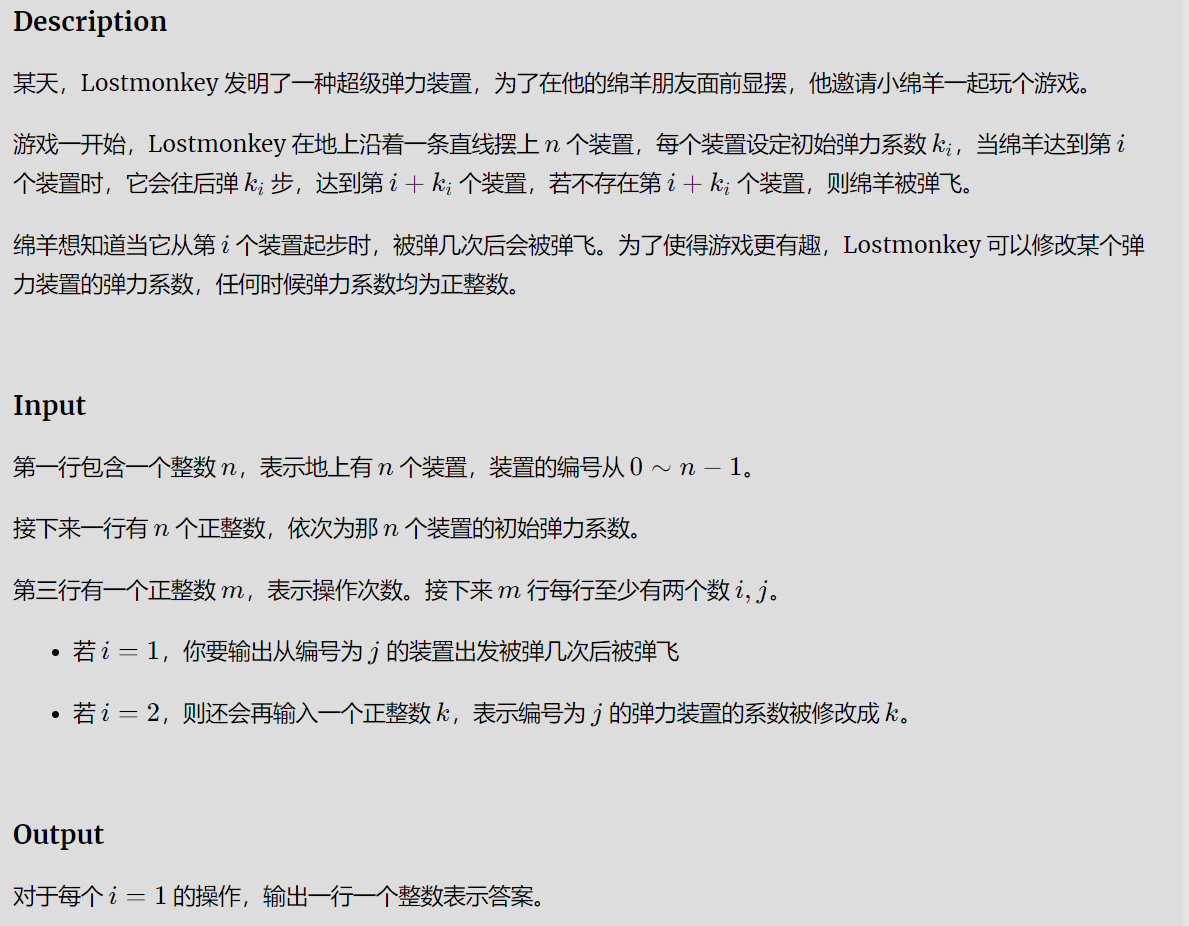 Description
某天，Lostmonkey 发明了一种超级弹力装置，为了在他的绵羊朋友面前显摆，他邀请小绵羊一起玩个游戏。
游戏一开始，Lostmonkey 在地上沿着一条直线摆上 n 个装置，每个装置设定初始弹力系数 kᵢ，当绵羊达到第 i
个装置时，它会往后弹 kᵢ 步，达到第 i + kᵢ 个装置，若不存在第 i + kᵢ 个装置，则绵羊被弹飞。
绵羊想知道当它从第 i 个装置起步时，被弹几次后会被弹飞。为了使得游戏更有趣，Lostmonkey 可以修改某个弹
力装置的弹力系数，任何时候弹力系数均为正整数。
Input
第一行包含一个整数 n，表示地上有 n 个装置，装置的编号从 0 ∼ n − 1。
接下来一行有 n 个正整数，依次为那 n 个装置的初始弹力系数。
第三行有一个正整数 m，表示操作次数。接下来 m 行每行至少有两个数 i, j。
• 若 i = 1，你要输出从编号为 j 的装置出发被弹几次后被弹飞
• 若 i = 2，则还会再输入一个正整数 k，表示编号为 j 的弹力装置的系数被修改成 k。
Output
对于每个 i = 1 的操作，输出一行一个整数表示答案。